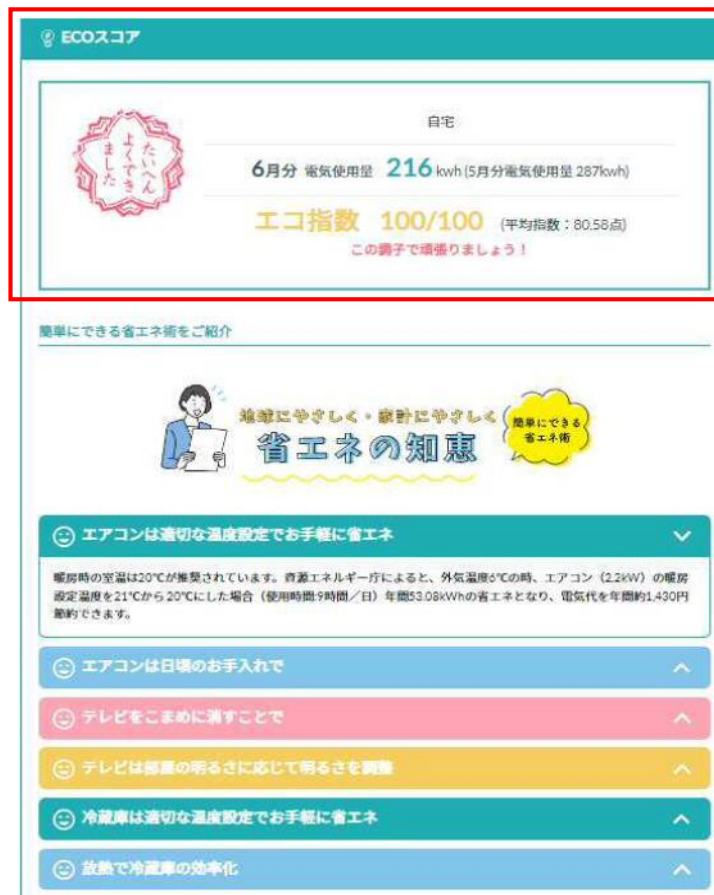 ECOスコア
たいへん
よくでき
ました
自宅
6月分 電気使用量 216 kwh (5月分電気使用量 287kwh)
エコ指数 100/100 (平均指数：80.58点)
この調子で頑張りましょう！
簡単にできる省エネ術をご紹介
地球にやさしく・家計にやさしく
省エネの知恵
簡単にできる
省エネ術
エアコンは適切な温度設定でお手軽に省エネ
暖房時の室温は20℃が推奨されています。資源エネルギー庁によると、外気温度6℃の時、エアコン（2.2kW）の暖房
設定温度を21℃から20℃にした場合（使用時間:9時間／日）年間53.08kWhの省エネとなり、電気代を年間約1,430円
節約できます。
エアコンは日頃のお手入れで
テレビをこまめに消すことで
テレビは部屋の明るさに応じて明るさを調整
冷蔵庫は適切な温度設定でお手軽に省エネ
放熱で冷蔵庫の効率化